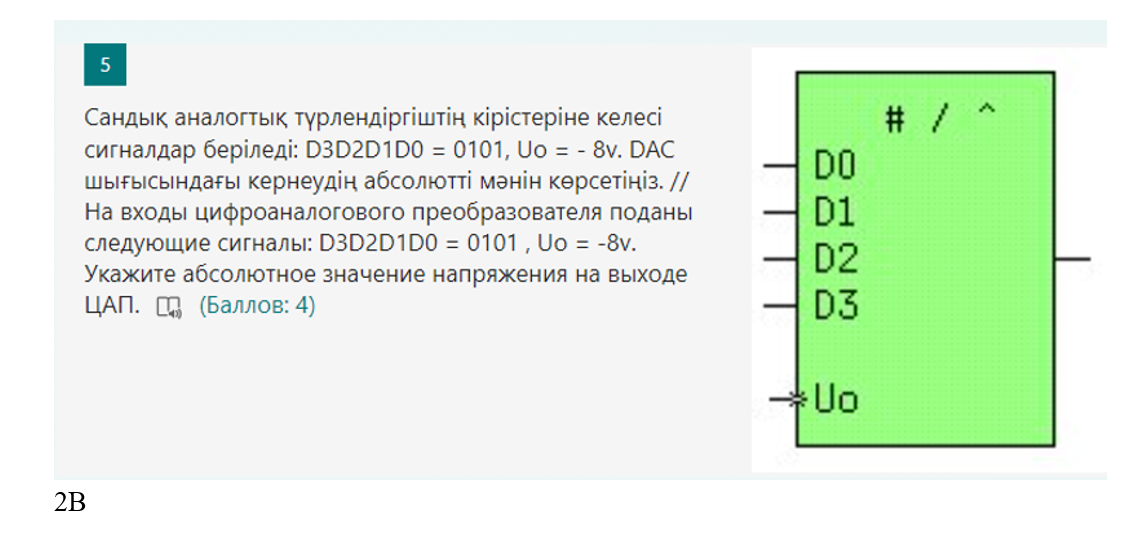 5
Сандық аналогтық түрлендіргіштің кірістеріне келесі
сигналдар беріледі: D3D2D1D0 = 0101, Uo = - 8v. DAC
шығысындағы кернеудің абсолютті мәнін көрсетіңіз. //
На входы цифроаналогового преобразователя поданы
следующие сигналы: D3D2D1D0 = 0101 , Uo = -8v.
Укажите абсолютное значение напряжения на выходе
ЦАП. (Баллов: 4)
# / ^
D0
D1
D2
D3
Uo
2В